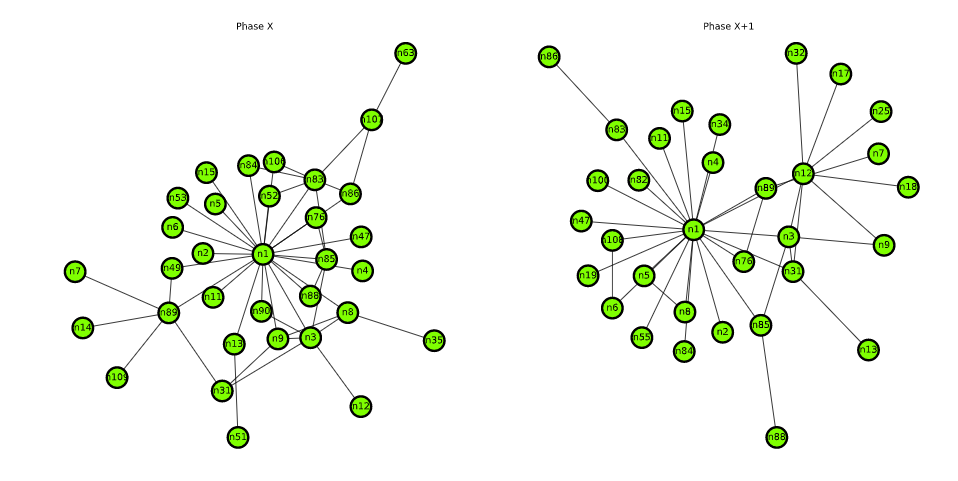 Phase X
n63
n107
n106
n84
n15
n83
n86
n52
n53
n5
n76
n6
n47
n2
n1
n85
n49
n4
n7
n11
n88
n90
n89
n8
n14
n9
n3
n13
n35
n109
n31
n12
n51
Phase X+1
n32
n86
n17
n15
n25
n34
n83
n11
n7
n4
n12
n100
n82
n89
n18
n47
n1
n3
n108
n9
n76
n31
n19
n5
n6
n8
n85
n2
n55
n84
n13
n88